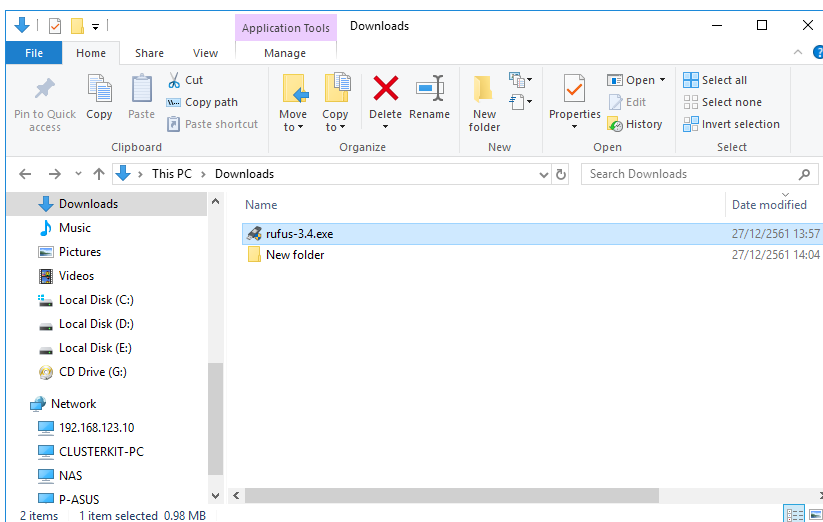 Application Tools Downloads
File Home Share View Manage
Pin to Quick access
Copy
Paste
Cut
Copy path
Paste shortcut
Move to
Copy to
Delete
Rename
New folder
Properties
Open
Edit
History
Select all
Select none
Invert selection
Clipboard Organize New Open Select
This PC Downloads Search Downloads
Downloads
Music
Pictures
Videos
Local Disk (C:)
Local Disk (D:)
Local Disk (E:)
CD Drive (G:)
Network
192.168.123.10
CLUSTERKIT-PC
NAS
P-ASUS
Name Date modified
rufus-3.4.exe 27/12/2561 13:57
New folder 27/12/2561 14:04
2 items 1 item selected 0.98 MB